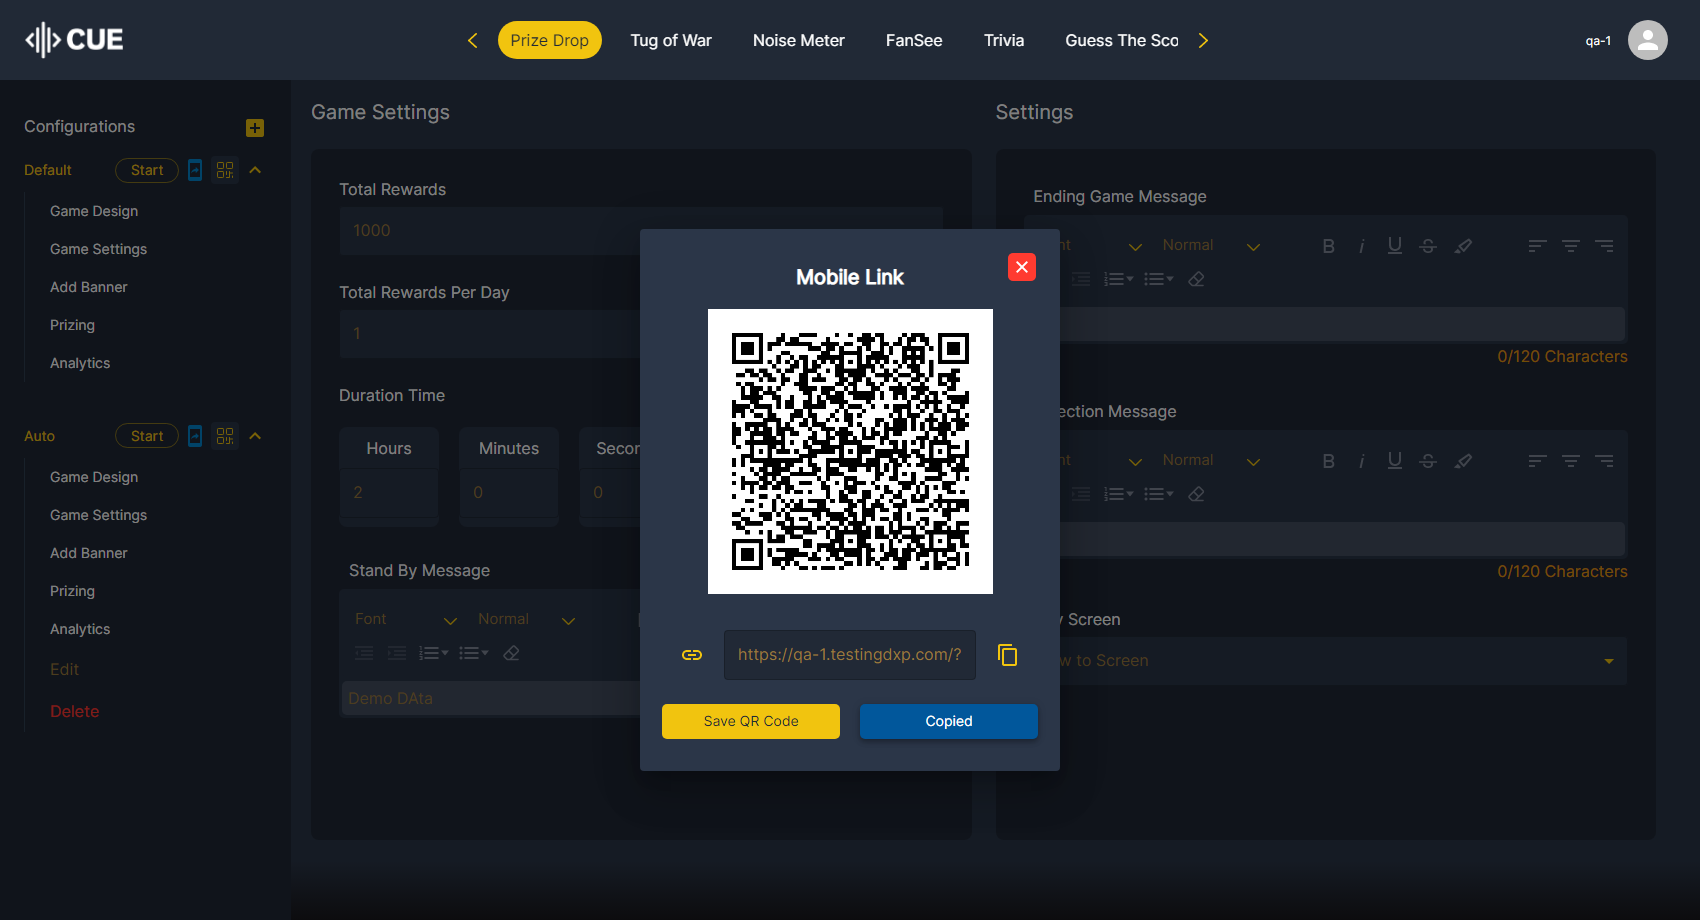 CUE
Prize Drop
Tug of War
Noise Meter
FanSee
Trivia
Guess The Sco
qa-1
Configurations
Default
Start
Game Design
Game Settings
Add Banner
Prizing
Analytics
Auto
Start
Game Design
Game Settings
Add Banner
Prizing
Analytics
Edit
Delete
Game Settings
Total Rewards
1000
Total Rewards Per Day
1
Duration Time
Hours
Minutes
Secon
2
0
0
Stand By Message
Font
Normal
Demo DAta
Mobile Link
https://qa-1.testingdxp.com/?
Save QR Code
Copied
Settings
Ending Game Message
nt
Normal
0/120 Characters
ection Message
nt
Normal
0/120 Characters
y Screen
w to Screen